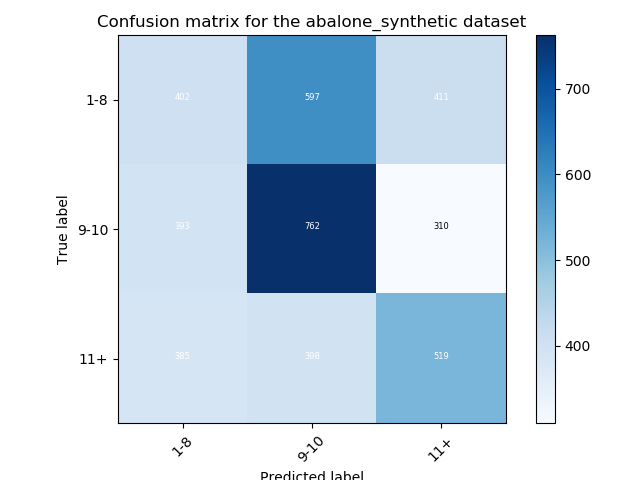 Confusion matrix for the abalone_synthetic dataset
1-8 402 597 411
9-10 393 762 310
11+ 385 398 519
True label
1-8 9-10 11+
Predicted label
700
600
500
400